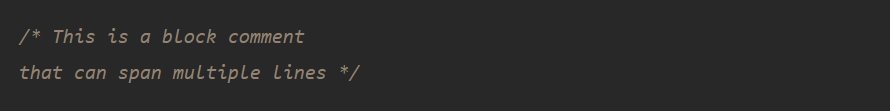 /* This is a block comment
that can span multiple lines */